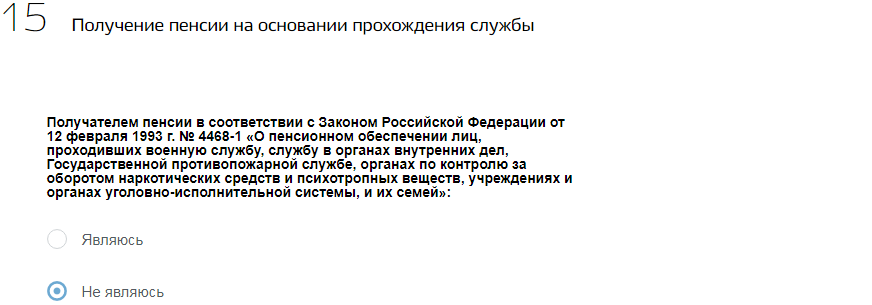 15 Получение пенсии на основании прохождения службы
Получателем пенсии в соответствии с Законом Российской Федерации от
12 февраля 1993 г. № 4468-1 «О пенсионном обеспечении лиц,
проходивших военную службу, службу в органах внутренних дел,
Государственной противопожарной службе, органах по контролю за
оборотом наркотических средств и психотропных веществ, учреждениях и
органах уголовно-исполнительной системы, и их семей»:
Являюсь
Не являюсь